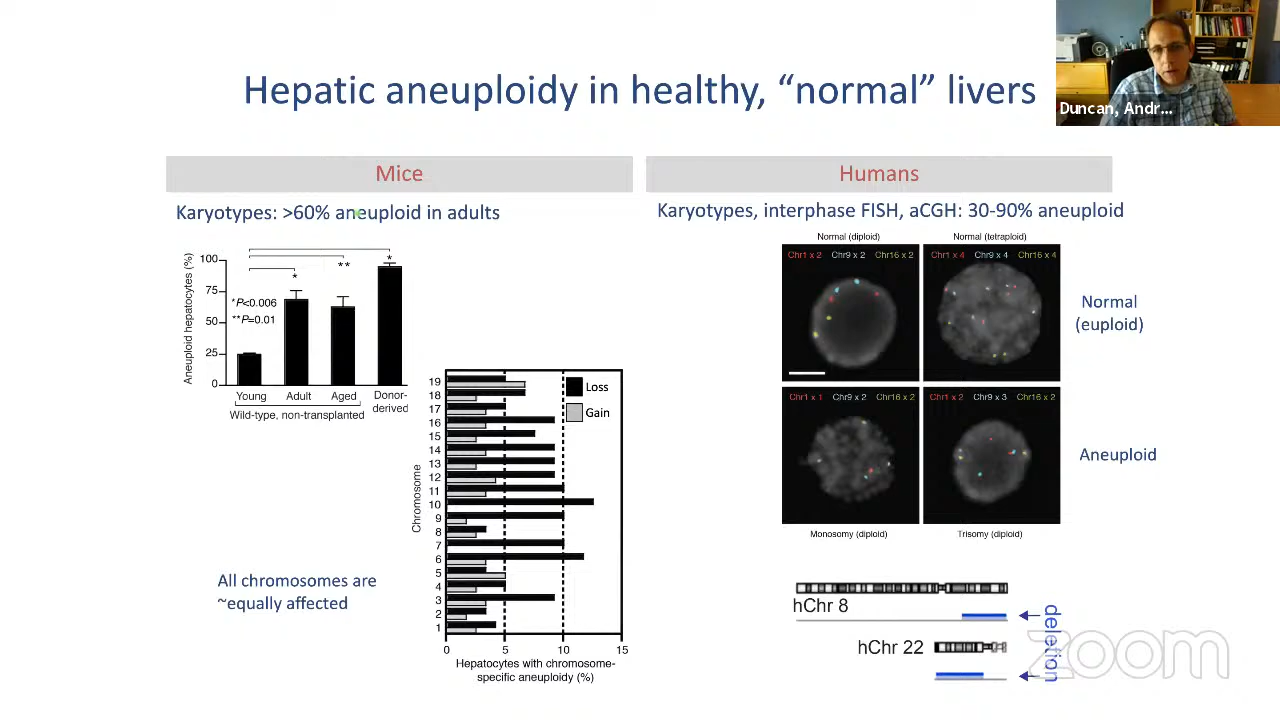 Hepatic aneuploidy in healthy, “normal” livers
Duncan, Andr...
Mice
Karyotypes: >60% aneuploid in adults
Aneuploid hepatocytes (%)
100
75
50
25
0
*
**
*
*P<0.006
**P=0.01
Young
Adult
Aged
Donor-
derived
Wild-type, non-transplanted
Loss
Gain
Chromosome
19
18
17
16
15
14
13
12
11
10
9
8
7
6
5
4
3
2
1
0
5
10
15
Hepatocytes with chromosome-
specific aneuploidy (%)
All chromosomes are
~equally affected
Humans
Karyotypes, interphase FISH, aCGH: 30-90% aneuploid
Normal (diploid)
Chr1 x 2 Chr9 x 2 Chr16 x 2
Normal (tetraploid)
Chr1 x 4 Chr9 x 4 Chr16 x 4
Normal
(euploid)
Chr1 x 1 Chr9 x 2 Chr16 x 2
Chr1 x 2 Chr9 x 3 Chr16 x 2
Aneuploid
Monosomy (diploid)
Trisomy (diploid)
hChr 8
hChr 22
deletion
zoom